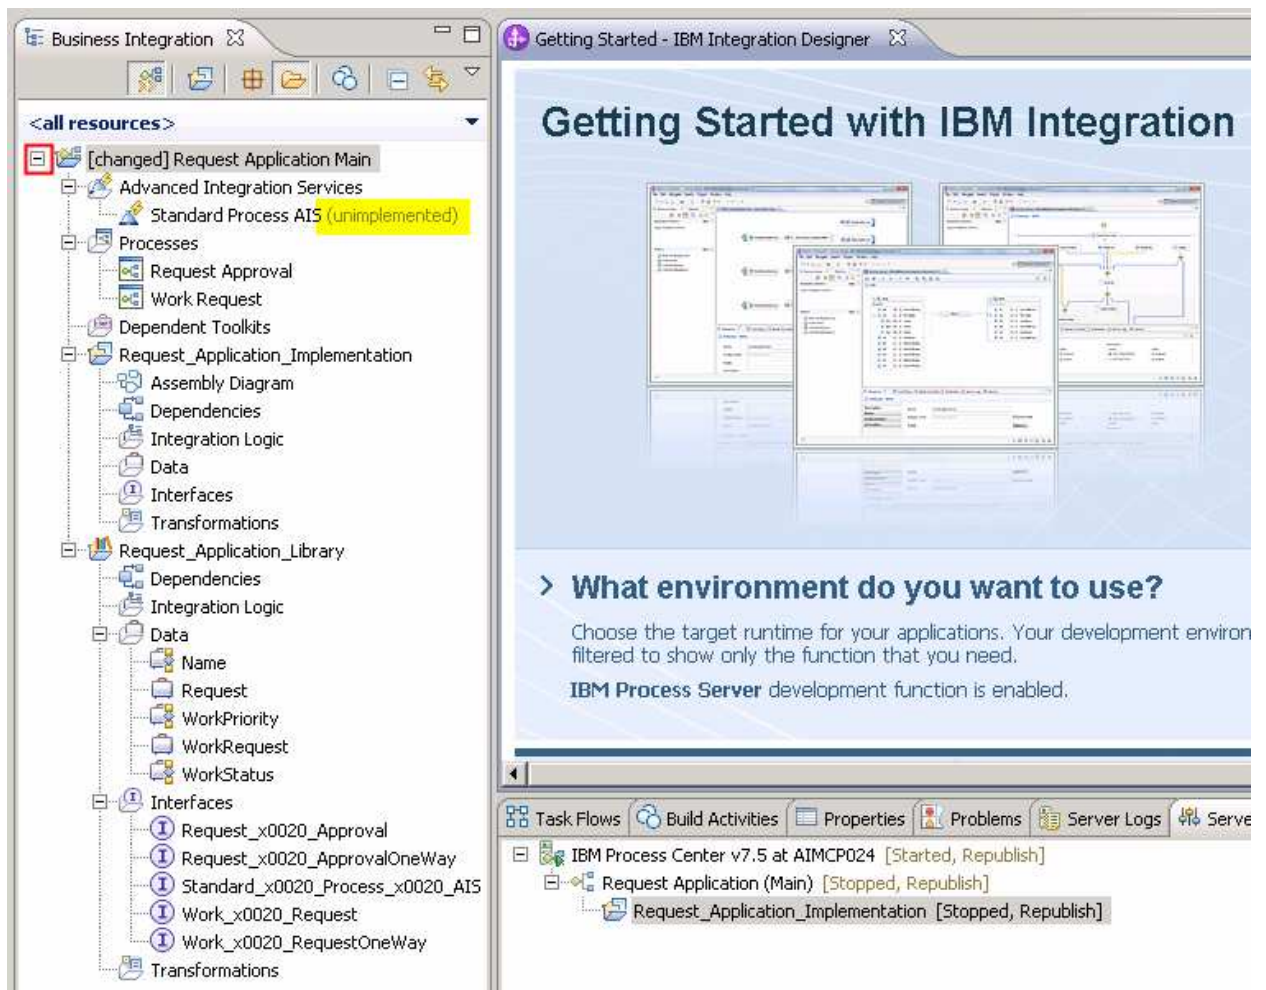 Business Integration
<all resources>
[changed] Request Application Main
Advanced Integration Services
Standard Process AIS (unimplemented)
Processes
Request Approval
Work Request
Dependent Toolkits
Request_Application_Implementation
Assembly Diagram
Dependencies
Integration Logic
Data
Interfaces
Transformations
Request_Application_Library
Dependencies
Integration Logic
Data
Name
Request
WorkPriority
WorkRequest
WorkStatus
Interfaces
Request_x0020_Approval
Request_x0020_ApprovalOneWay
Standard_x0020_Process_x0020_AIS
Work_x0020_Request
Work_x0020_RequestOneWay
Transformations
Getting Started - IBM Integration Designer
Getting Started with IBM Integration
What environment do you want to use?
Choose the target runtime for your applications. Your development environ
filtered to show only the function that you need.
IBM Process Server development function is enabled.
Task Flows Build Activities Properties Problems Server Logs Serve
IBM Process Center v7.5 at AIMCP024 [Started, Republish]
Request Application (Main) [Stopped, Republish]
Request_Application_Implementation [Stopped, Republish]